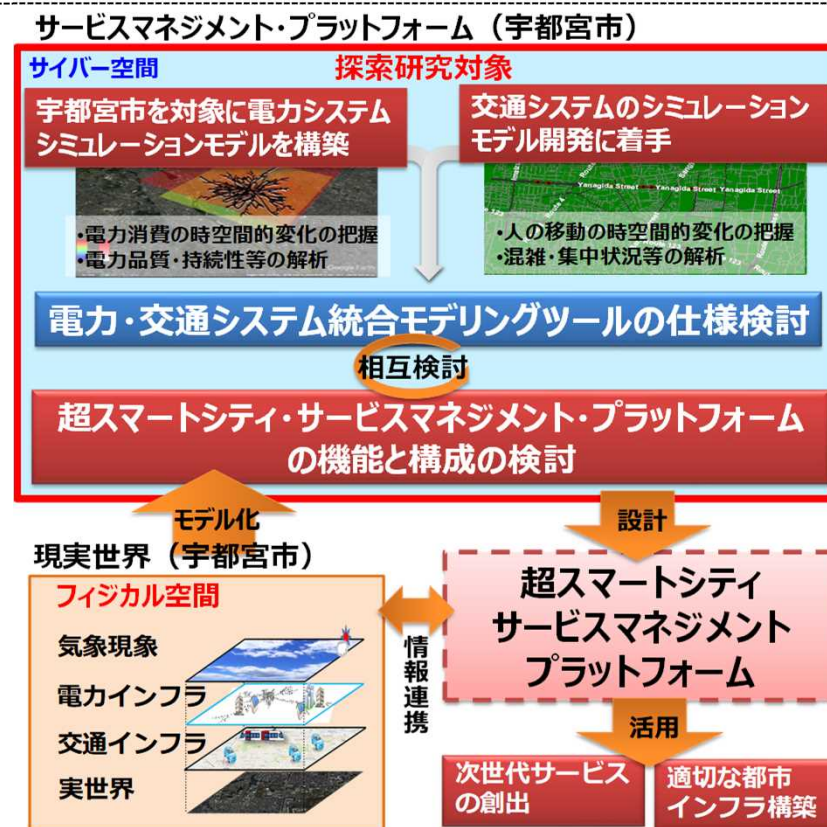 サービスマネジメント・プラットフォーム（宇都宮市）
サイバー空間
探索研究対象
宇都宮市を対象に電力システム
シミュレーションモデルを構築
・電力消費の時空間的変化の把握
・電力品質・持続性等の解析
交通システムのシミュレーション
モデル開発に着手
Yanagida Street
Yanagida Street
Yanagida Street
・人の移動の時空間的変化の把握
・混雑・集中状況等の解析
電力・交通システム統合モデリングツールの仕様検討
相互検討
超スマートシティ・サービスマネジメント・プラットフォーム
の機能と構成の検討
モデル化
設計
現実世界（宇都宮市）
フィジカル空間
気象現象
電力インフラ
交通インフラ
実世界
情報連携
超スマートシティ
サービスマネジメント
プラットフォーム
活用
次世代サービス
の創出
適切な都市
インフラ構築